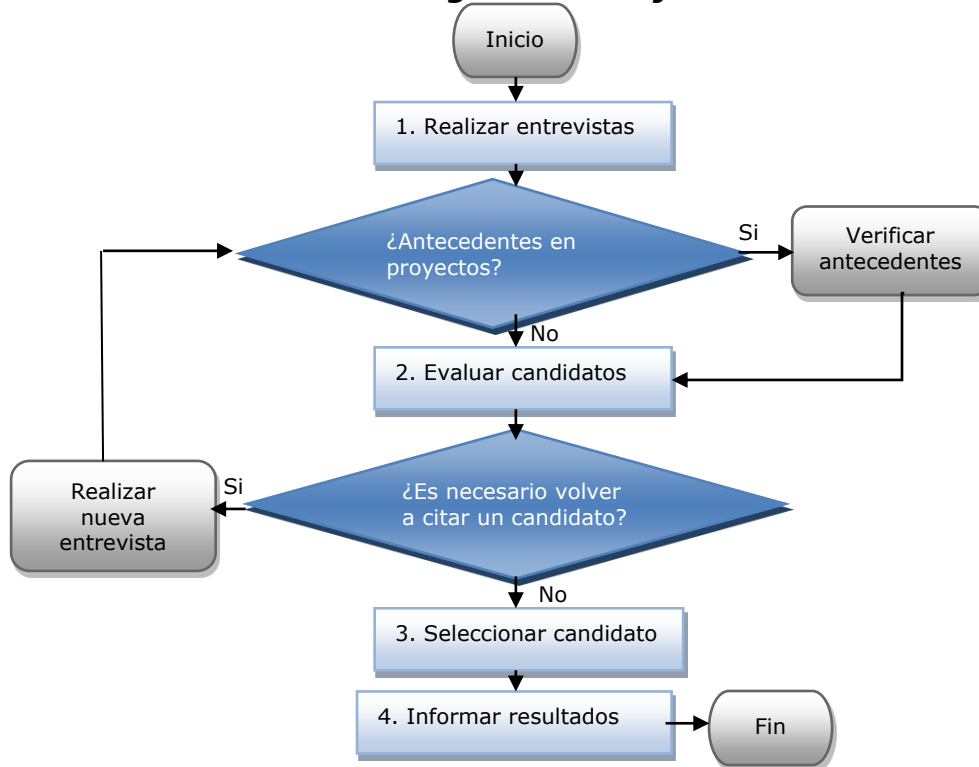 Inicio
1. Realizar entrevistas
¿Antecedentes en
proyectos?
Si
Verificar
antecedentes
No
2. Evaluar candidatos
¿Es necesario volver
a citar un candidato?
Si
Realizar
nueva
entrevista
No
3. Seleccionar candidato
4. Informar resultados
Fin